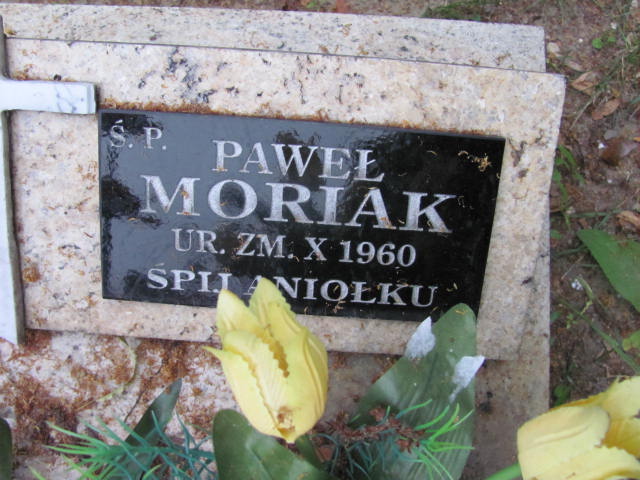 Ś. P.
PAWEŁ
MORIAK
UR. ZM. X 1960
ŚPIJ ANIOŁKU